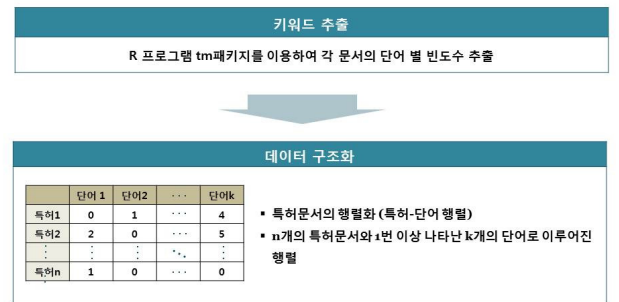 키워드 추출
R 프로그램 tm패키지를 이용하여 각 문서의 단어 별 빈도수 추출
데이터 구조화
단어 1 단어2 ··· 단어k
특허1 0 1 ··· 4
특허2 2 0 ··· 5
⋮ ⋮ ⋮ ⋱ ⋮
특허n 1 0 ··· 0
▪ 특허문서의 행렬화 (특허-단어 행렬)
▪ n개의 특허문서와 1번 이상 나타난 k개의 단어로 이루어진
행렬